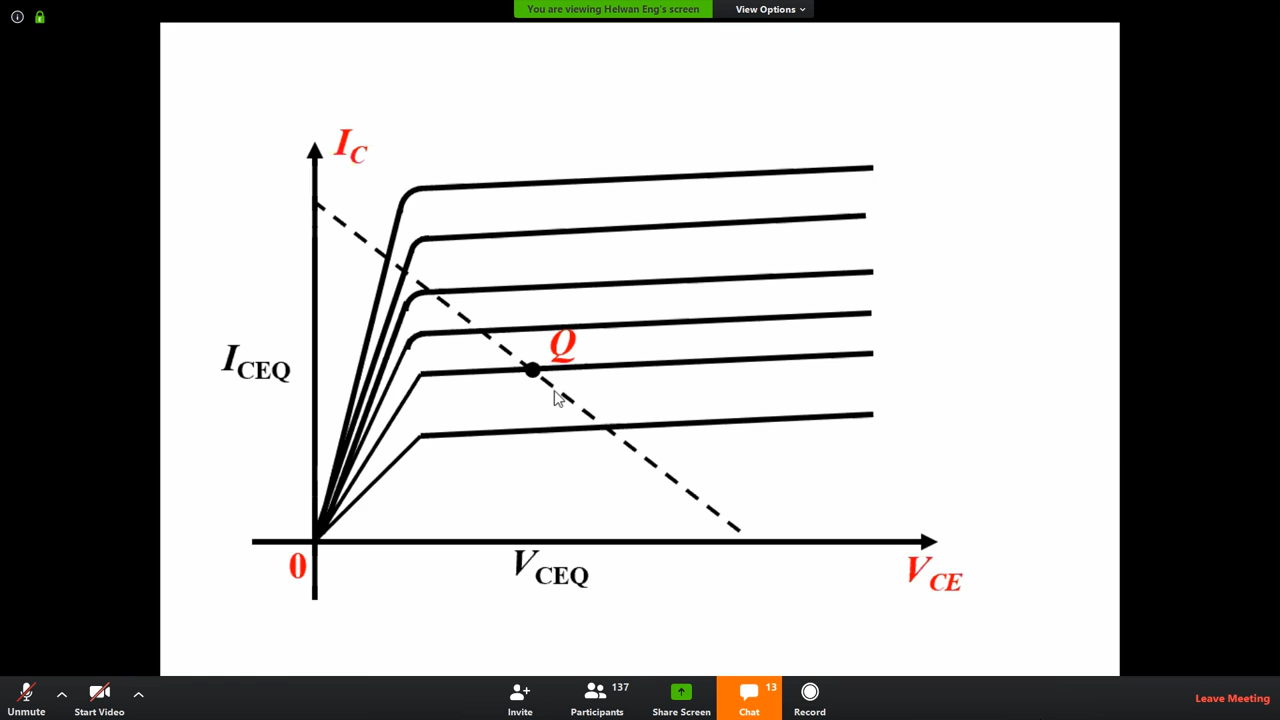 You are viewing Helwan Eng's screen
View Options
I_C
Q
I_CEQ
0
V_CEQ
V_CE
Unmute
Start Video
Invite
137
Participants
Share Screen
13
Chat
Record
Leave Meeting